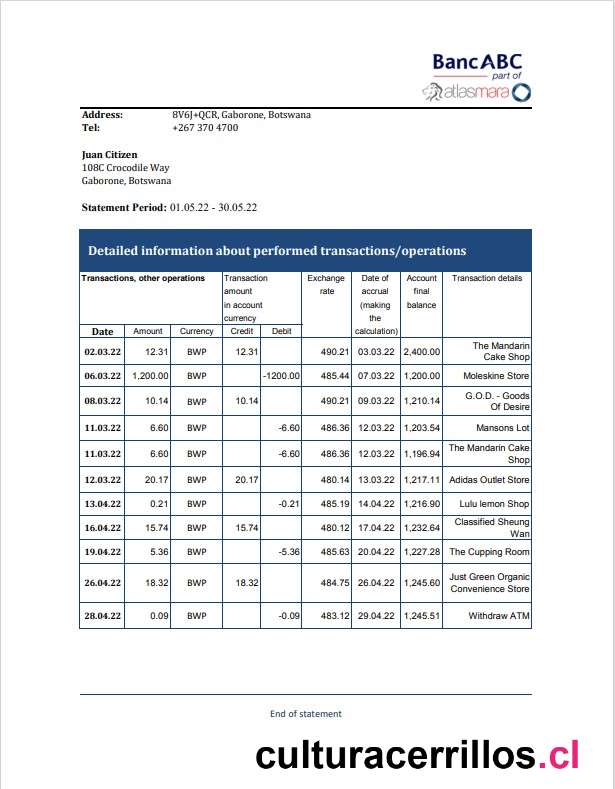 BancABC
part of
atlasmara
Address: 8V6J+QCR, Gaborone, Botswana
Tel: +267 370 4700
Juan Citizen
108C Crocodile Way
Gaborone, Botswana
Statement Period: 01.05.22 - 30.05.22
Detailed information about performed transactions/operations
Transactions, other operations Transaction amount in account currency Exchange rate Date of accrual (making the calculation) Account final balance Transaction details
Date Amount Currency Credit Debit
02.03.22 12.31 BWP 12.31 490.21 03.03.22 2,400.00 The Mandarin Cake Shop
06.03.22 1,200.00 BWP -1200.00 485.44 07.03.22 1,200.00 Moleskine Store
08.03.22 10.14 BWP 10.14 490.21 09.03.22 1,210.14 G.O.D. - Goods Of Desire
11.03.22 6.60 BWP -6.60 486.36 12.03.22 1,203.54 Mansons Lot
11.03.22 6.60 BWP -6.60 486.36 12.03.22 1,196.94 The Mandarin Cake Shop
12.03.22 20.17 BWP 20.17 480.14 13.03.22 1,217.11 Adidas Outlet Store
13.04.22 0.21 BWP -0.21 485.19 14.04.22 1,216.90 Lulu lemon Shop
16.04.22 15.74 BWP 15.74 480.12 17.04.22 1,232.64 Classified Sheung Wan
19.04.22 5.36 BWP -5.36 485.63 20.04.22 1,227.28 The Cupping Room
26.04.22 18.32 BWP 18.32 484.75 26.04.22 1,245.60 Just Green Organic Convenience Store
28.04.22 0.09 BWP -0.09 483.12 29.04.22 1,245.51 Withdraw ATM
End of statement
culturacerrillos.cl